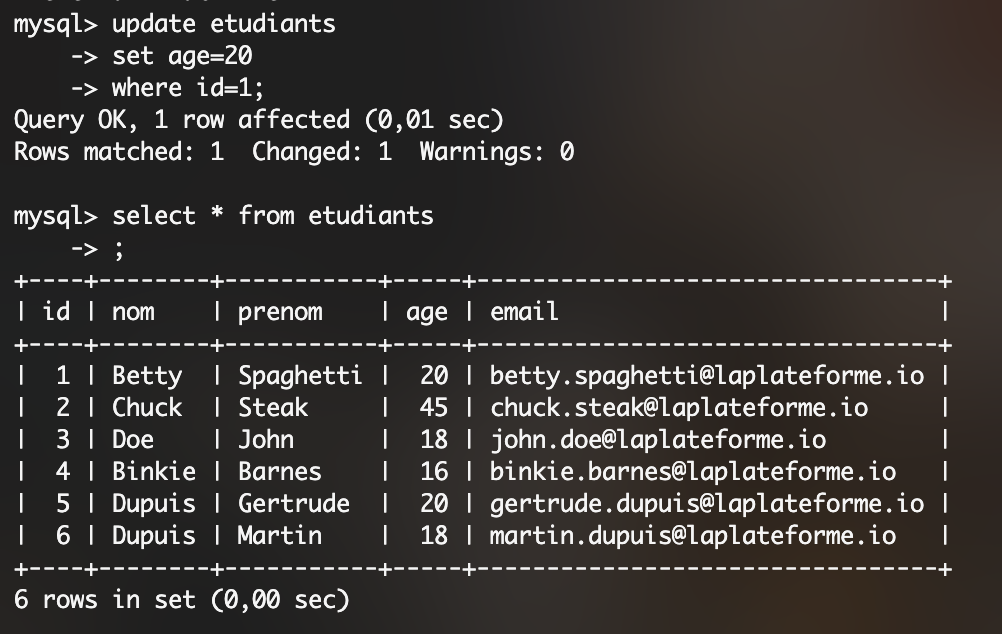 mysql> update etudiants
    -> set age=20
    -> where id=1;
Query OK, 1 row affected (0,01 sec)
Rows matched: 1  Changed: 1  Warnings: 0

mysql> select * from etudiants
    -> ;
+----+---------+-----------+-----+---------------------------------+
| id | nom    | prenom    | age | email                           |
+----+--------+-----------+-----+---------------------------------+
|  1 | Betty  | Spaghetti |  20 | betty.spaghetti@laplateforme.io |
|  2 | Chuck  | Steak     |  45 | chuck.steak@laplateforme.io     |
|  3 | Doe    | John      |  18 | john.doe@laplateforme.io        |
|  4 | Binkie | Barnes    |  16 | binkie.barnes@laplateforme.io   |
|  5 | Dupuis | Gertrude  |  20 | gertrude.dupuis@laplateforme.io |
|  6 | Dupuis | Martin    |  18 | martin.dupuis@laplateforme.io   |
+----+--------+-----------+-----+---------------------------------+
6 rows in set (0,00 sec)